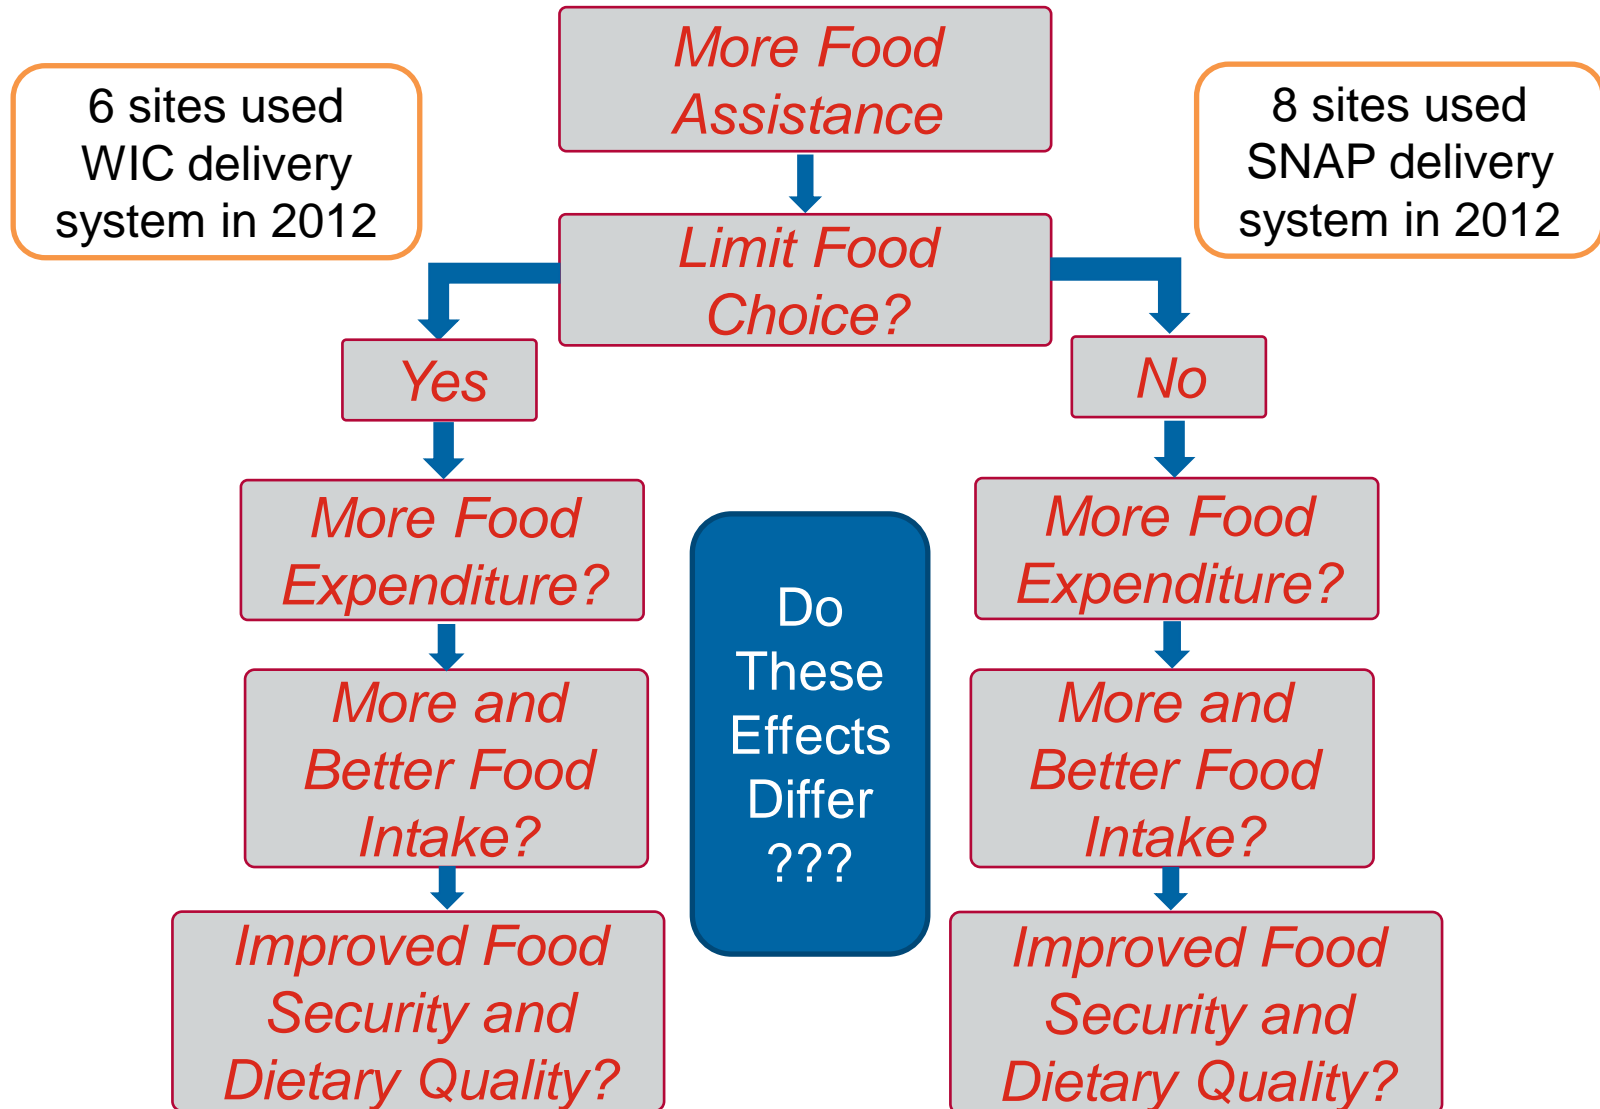 More Food
Assistance
6 sites used
WIC delivery
system in 2012
8 sites used
SNAP delivery
system in 2012
Limit Food
Choice?
Yes
No
More Food
Expenditure?
More Food
Expenditure?
Do
These
Effects
Differ
???
More and
Better Food
Intake?
More and
Better Food
Intake?
Improved Food
Security and
Dietary Quality?
Improved Food
Security and
Dietary Quality?